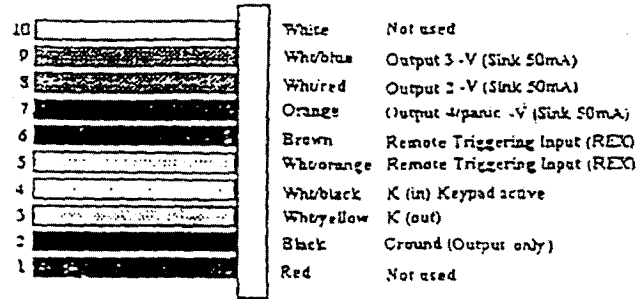 10 White Not used
9 Wht/blue Output 3 -V (Sink 50mA)
8 Wht/red Output 2 -V (Sink 50mA)
7 Orange Output 4/panic -V (Sink 50mA)
6 Brown Remote Triggering Input (REX)
5 Wht/orange Remote Triggering Input (REX)
4 Wht/black K (in) Keypad active
3 Wht/yellow K (out)
2 Black Ground (Output only)
1 Red Not used